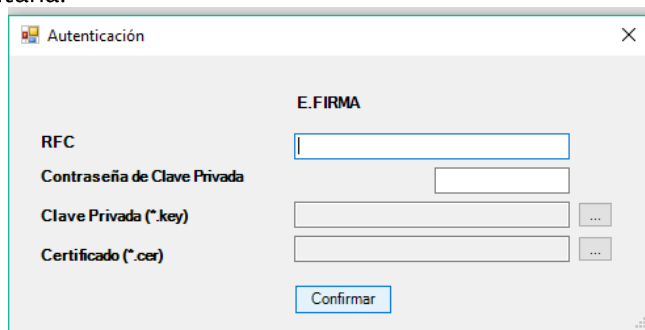 Autenticación
E.FIRMA
RFC
Contraseña de Clave Privada
Clave Privada (*.key)
...
Certificado (*.cer)
...
Confirmar